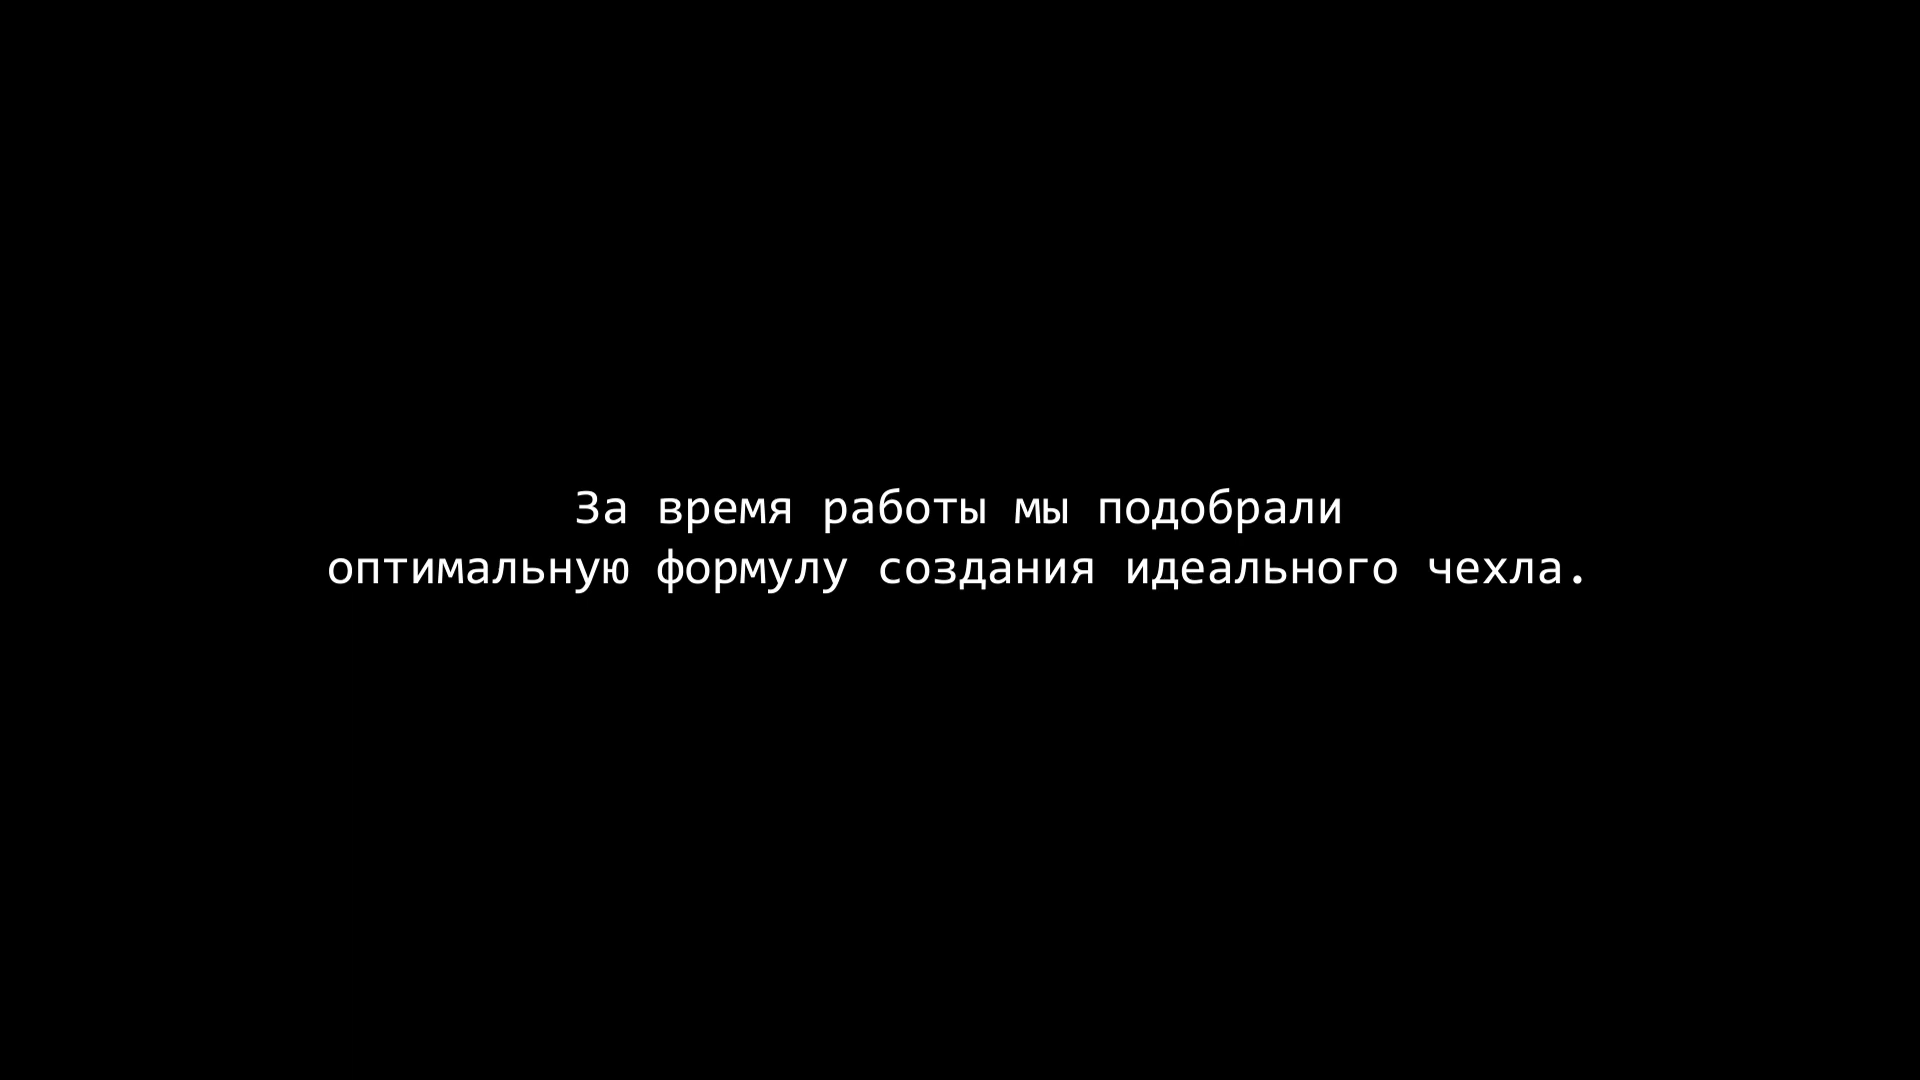 За время работы мы подобрали
оптимальную формулу создания идеального чехла.